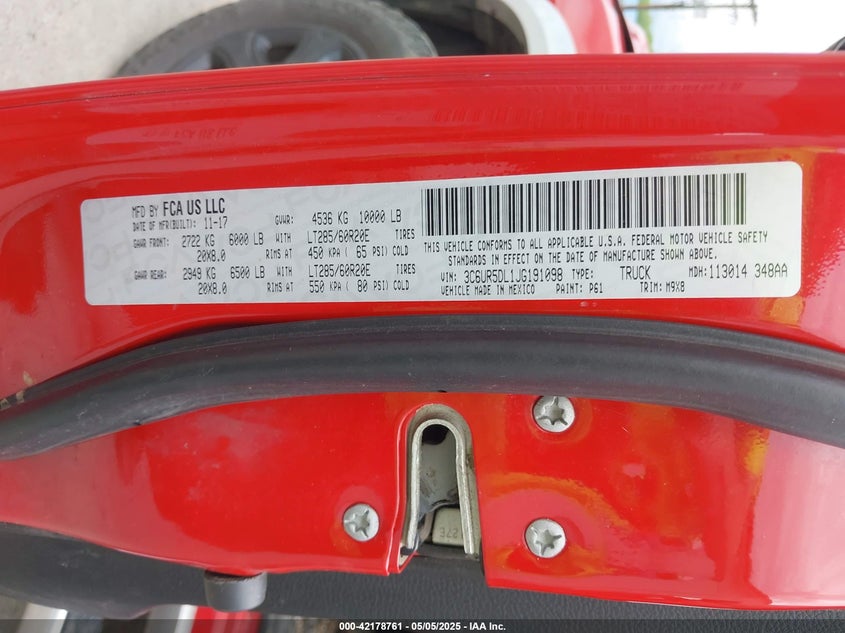 MFD BY FCA US LLC
DATE OF MFR(BUILT): 11-17 GVWR: 4536 KG 10000 LB
GAWR FRONT: 2722 KG 6000 LB WITH LT285/60R20E TIRES
20X8.0 RIMS AT 450 KPA ( 65 PSI) COLD
GAWR REAR: 2949 KG 6500 LB WITH LT285/60R20E TIRES
20X8.0 RIMS AT 550 KPA ( 80 PSI) COLD
THIS VEHICLE CONFORMS TO ALL APPLICABLE U.S.A. FEDERAL MOTOR VEHICLE SAFETY
STANDARDS IN EFFECT ON THE DATE OF MANUFACTURE SHOWN ABOVE.
VIN: 3C6UR5DL1JG191098 TYPE: TRUCK MDH: 113014 348AA
VEHICLE MADE IN MEXICO PAINT: P61 TRIM: M9X8
000-42178761 - 05/05/2025 - IAA Inc.